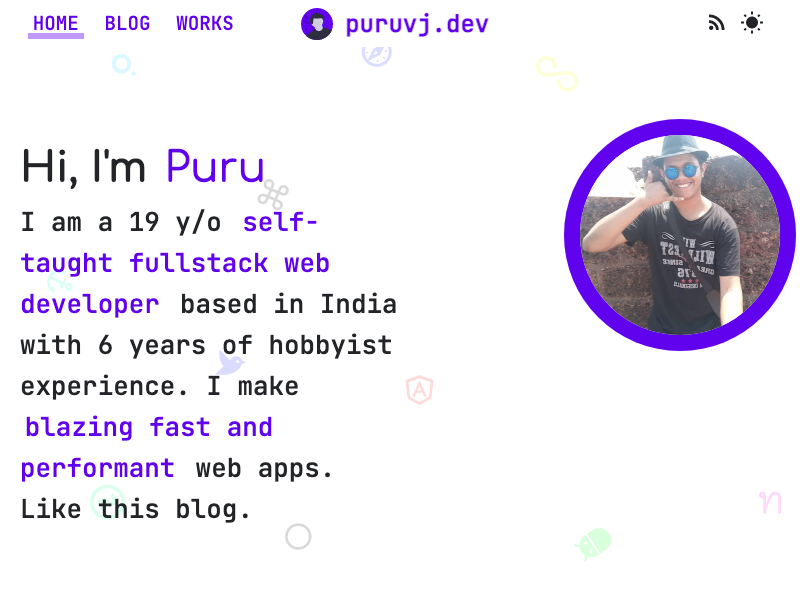 HOME BLOG WORKS puruvj.dev
Hi, I'm Puru
I am a 19 y/o self-
taught fullstack web
developer based in India
with 6 years of hobbyist
experience. I make
blazing fast and
performant web apps.
Like this blog.